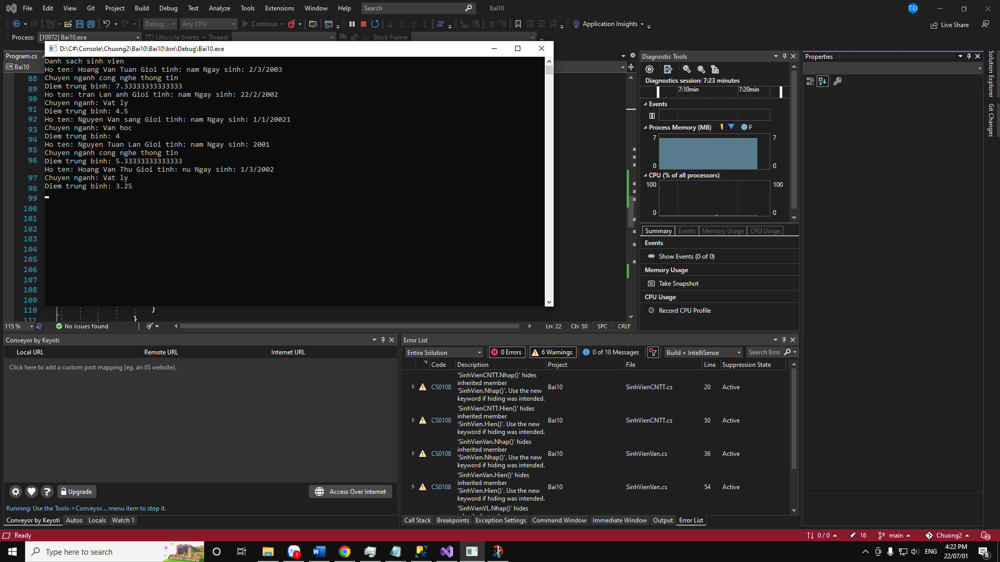 File Edit View Git Project Build Debug Test Analyze Tools Extensions Window Help Search Bai10 TĐ
Debug Any CPU Continue Application Insights Live Share
Process: [10972] Bai10.exe Lifecycle Events Thread: Stack Frame:
D:\C#\Console\Chuong2\Bai10\Bai10\bin\Debug\Bai10.exe
Program.cs
Bai10
Danh sach sinh vien
Ho ten: Hoang Van Tuan Gioi tinh: nam Ngay sinh: 2/3/2003
Chuyen nganh cong nghe thong tin
Diem trung binh: 7.33333333333333
Ho ten: tran Lan anh Gioi tinh: nam Ngay sinh: 22/2/2002
Chuyen nganh: Vat ly
Diem trung binh: 4.5
Ho ten: Nguyen Van sang Gioi tinh: nam Ngay sinh: 1/1/20021
Chuyen nganh: Van hoc
Diem trung binh: 4
Ho ten: Nguyen Tuan Lan Gioi tinh: nam Ngay sinh: 2001
Chuyen nganh cong nghe thong tin
Diem trung binh: 5.33333333333333
Ho ten: Hoang Van Thu Gioi tinh: nu Ngay sinh: 1/3/2002
Chuyen nganh: Vat ly
Diem trung binh: 3.25
88
89
90
91
92
93
94
95
96
97
98
99
100
101
102
103
104
105
106
107
108
109
110 }
111 }
115 % No issues found Ln: 22 Ch: 50 SPC CRLF
Diagnostic Tools
Diagnostics session: 7:23 minutes
7:10min 7:20min
Events
Process Memory (MB) P
7 7
0 0
CPU (% of all processors)
100 100
0 0
Summary Events Memory Usage CPU Usage
Events
Show Events (0 of 0)
Memory Usage
Take Snapshot
CPU Usage
Record CPU Profile
Properties
Solution Explorer
Git Changes
Conveyor by Keyoti
Local URL Remote URL Internet URL
Click here to add a custom port mapping (eg. an IIS website).
Upgrade Access Over Internet
Running: Use the Tools->Conveyor... menu item to stop it.
Conveyor by Keyoti Autos Locals Watch 1
Error List
Entire Solution 0 Errors 6 Warnings 0 of 10 Messages Build + IntelliSense Search Erro
Code Description Project File Line Suppression State
'SinhVienCNTT.Nhap()' hides
inherited member
CS0108 'SinhVien.Nhap()'. Use the new Bai10 SinhVienCNTT.cs 20 Active
keyword if hiding was intended.
'SinhVienCNTT.Hien()' hides
inherited member
CS0108 'SinhVien.Hien()'. Use the new Bai10 SinhVienCNTT.cs 50 Active
keyword if hiding was intended.
'SinhVienVan.Nhap()' hides
inherited member
CS0108 'SinhVien.Nhap()'. Use the new Bai10 SinhVienVan.cs 36 Active
keyword if hiding was intended.
'SinhVienVan.Hien()' hides
inherited member
CS0108 'SinhVien.Hien()'. Use the new Bai10 SinhVienVan.cs 54 Active
keyword if hiding was intended.
'SinhVienVL.Nhap()' hides
Call Stack Breakpoints Exception Settings Command Window Immediate Window Output Error List
Ready 0 / 0 16 main Chuong2 2
Type here to search Zalo 1 ENG 4:22 PM
22/07/01 8